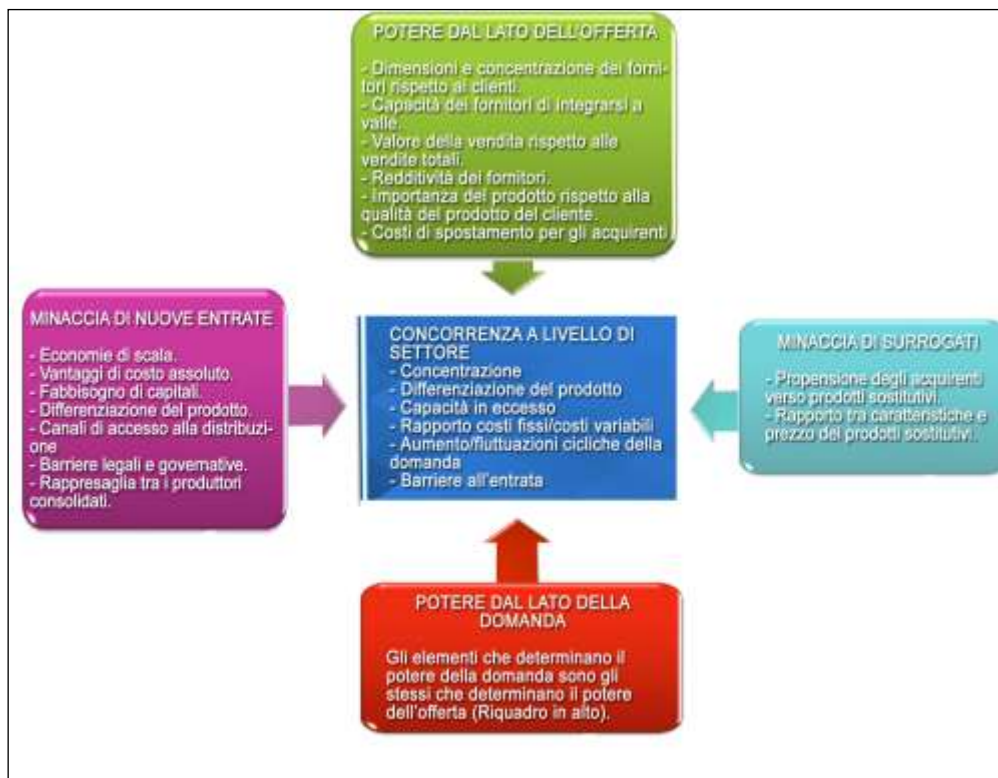 POTERE DAL LATO DELL'OFFERTA
- Dimensioni e concentrazione dei forni-
tori rispetto ai clienti.
- Capacità dei fornitori di integrarsi a
valle.
- Valore della vendita rispetto alle
vendite totali.
- Redditività dei fornitori.
- Importanza del prodotto rispetto alla
qualità del prodotto del cliente.
- Costi di spostamento per gli acquirenti
MINACCIA DI NUOVE ENTRATE
- Economie di scala.
- Vantaggi di costo assoluto.
- Fabbisogno di capitali.
- Differenziazione del prodotto.
- Canali di accesso alla distribuzi-
one
- Barriere legali e governative.
- Rappresaglia tra i produttori
consolidati.
CONCORRENZA A LIVELLO DI
SETTORE
- Concentrazione
- Differenziazione del prodotto
- Capacità in eccesso
- Rapporto costi fissi/costi variabili
- Aumento/fluttuazioni cicliche della
domanda
- Barriere all'entrata
MINACCIA DI SURROGATI
- Propensione degli acquirenti
verso prodotti sostitutivi.
- Rapporto tra caratteristiche e
prezzo dei prodotti sostitutivi.
POTERE DAL LATO DELLA
DOMANDA
Gli elementi che determinano il
potere della domanda sono gli
stessi che determinano il potere
dell'offerta (Riquadro in alto).